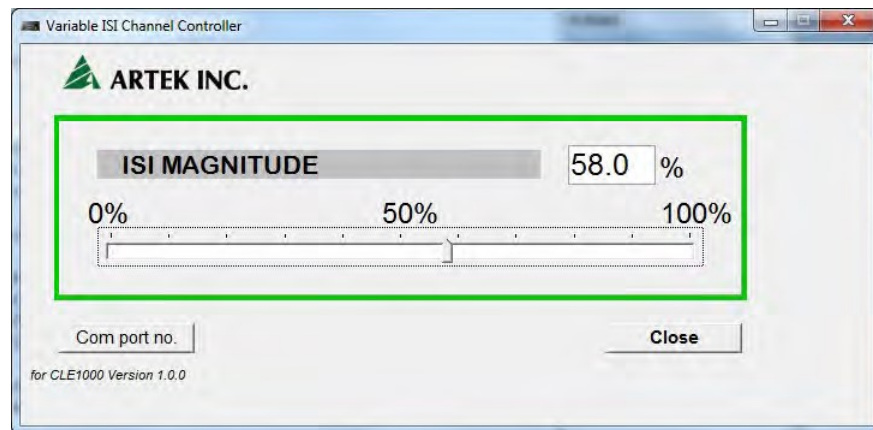 Variable ISI Channel Controller
ARTEK INC.
ISI MAGNITUDE 58.0 %
0% 50% 100%
Com port no. Close
for CLE1000 Version 1.0.0